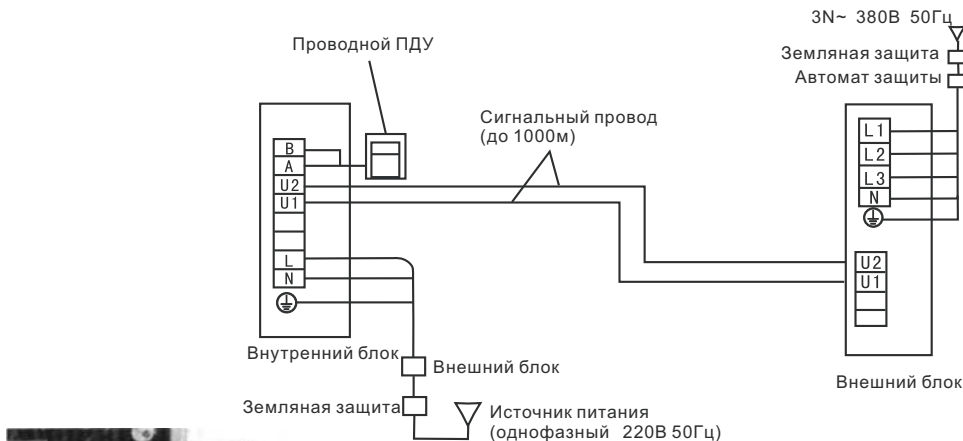 3N~ 380В 50Гц
Земляная защита
Автомат защиты
Проводной ПДУ
Сигнальный провод
(до 1000м)
B
A
U2
U1
L
N
L1
L2
L3
N
U2
U1
Внутренний блок
Внешний блок
Внешний блок
Земляная защита
Источник питания
(однофазный 220В 50Гц)